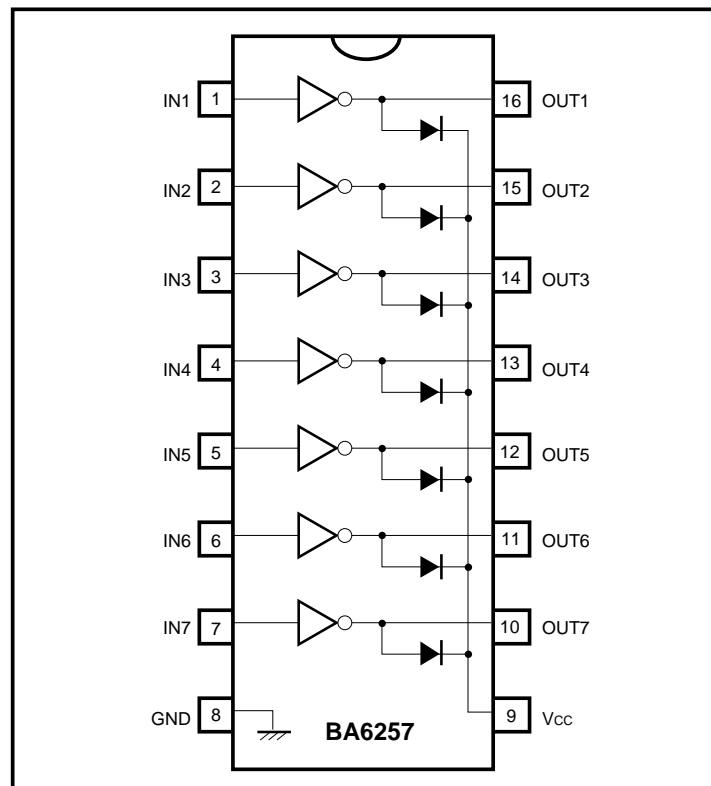 IN1 1 16 OUT1
IN2 2 15 OUT2
IN3 3 14 OUT3
IN4 4 13 OUT4
IN5 5 12 OUT5
IN6 6 11 OUT6
IN7 7 10 OUT7
GND 8 BA6257 9 Vcc